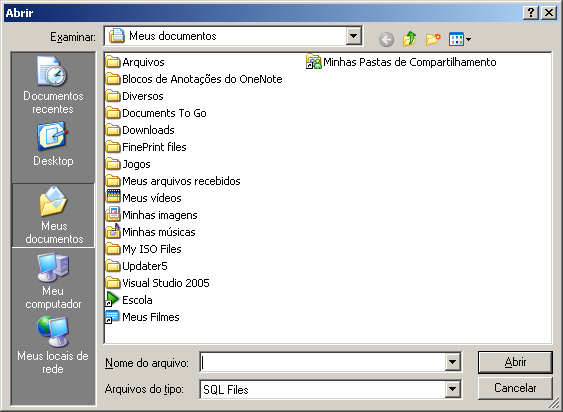 Abrir
Examinar:
Meus documentos
Documentos
recentes
Desktop
Meus
documentos
Meu
computador
Meus locais de
rede
Arquivos
Blocos de Anotações do OneNote
Diversos
Documents To Go
Downloads
FinePrint files
Jogos
Meus arquivos recebidos
Meus vídeos
Minhas imagens
Minhas músicas
My ISO Files
Updater5
Visual Studio 2005
Escola
Meus Filmes
Minhas Pastas de Compartilhamento
Nome do arquivo:
Abrir
Arquivos do tipo:
SQL Files
Cancelar